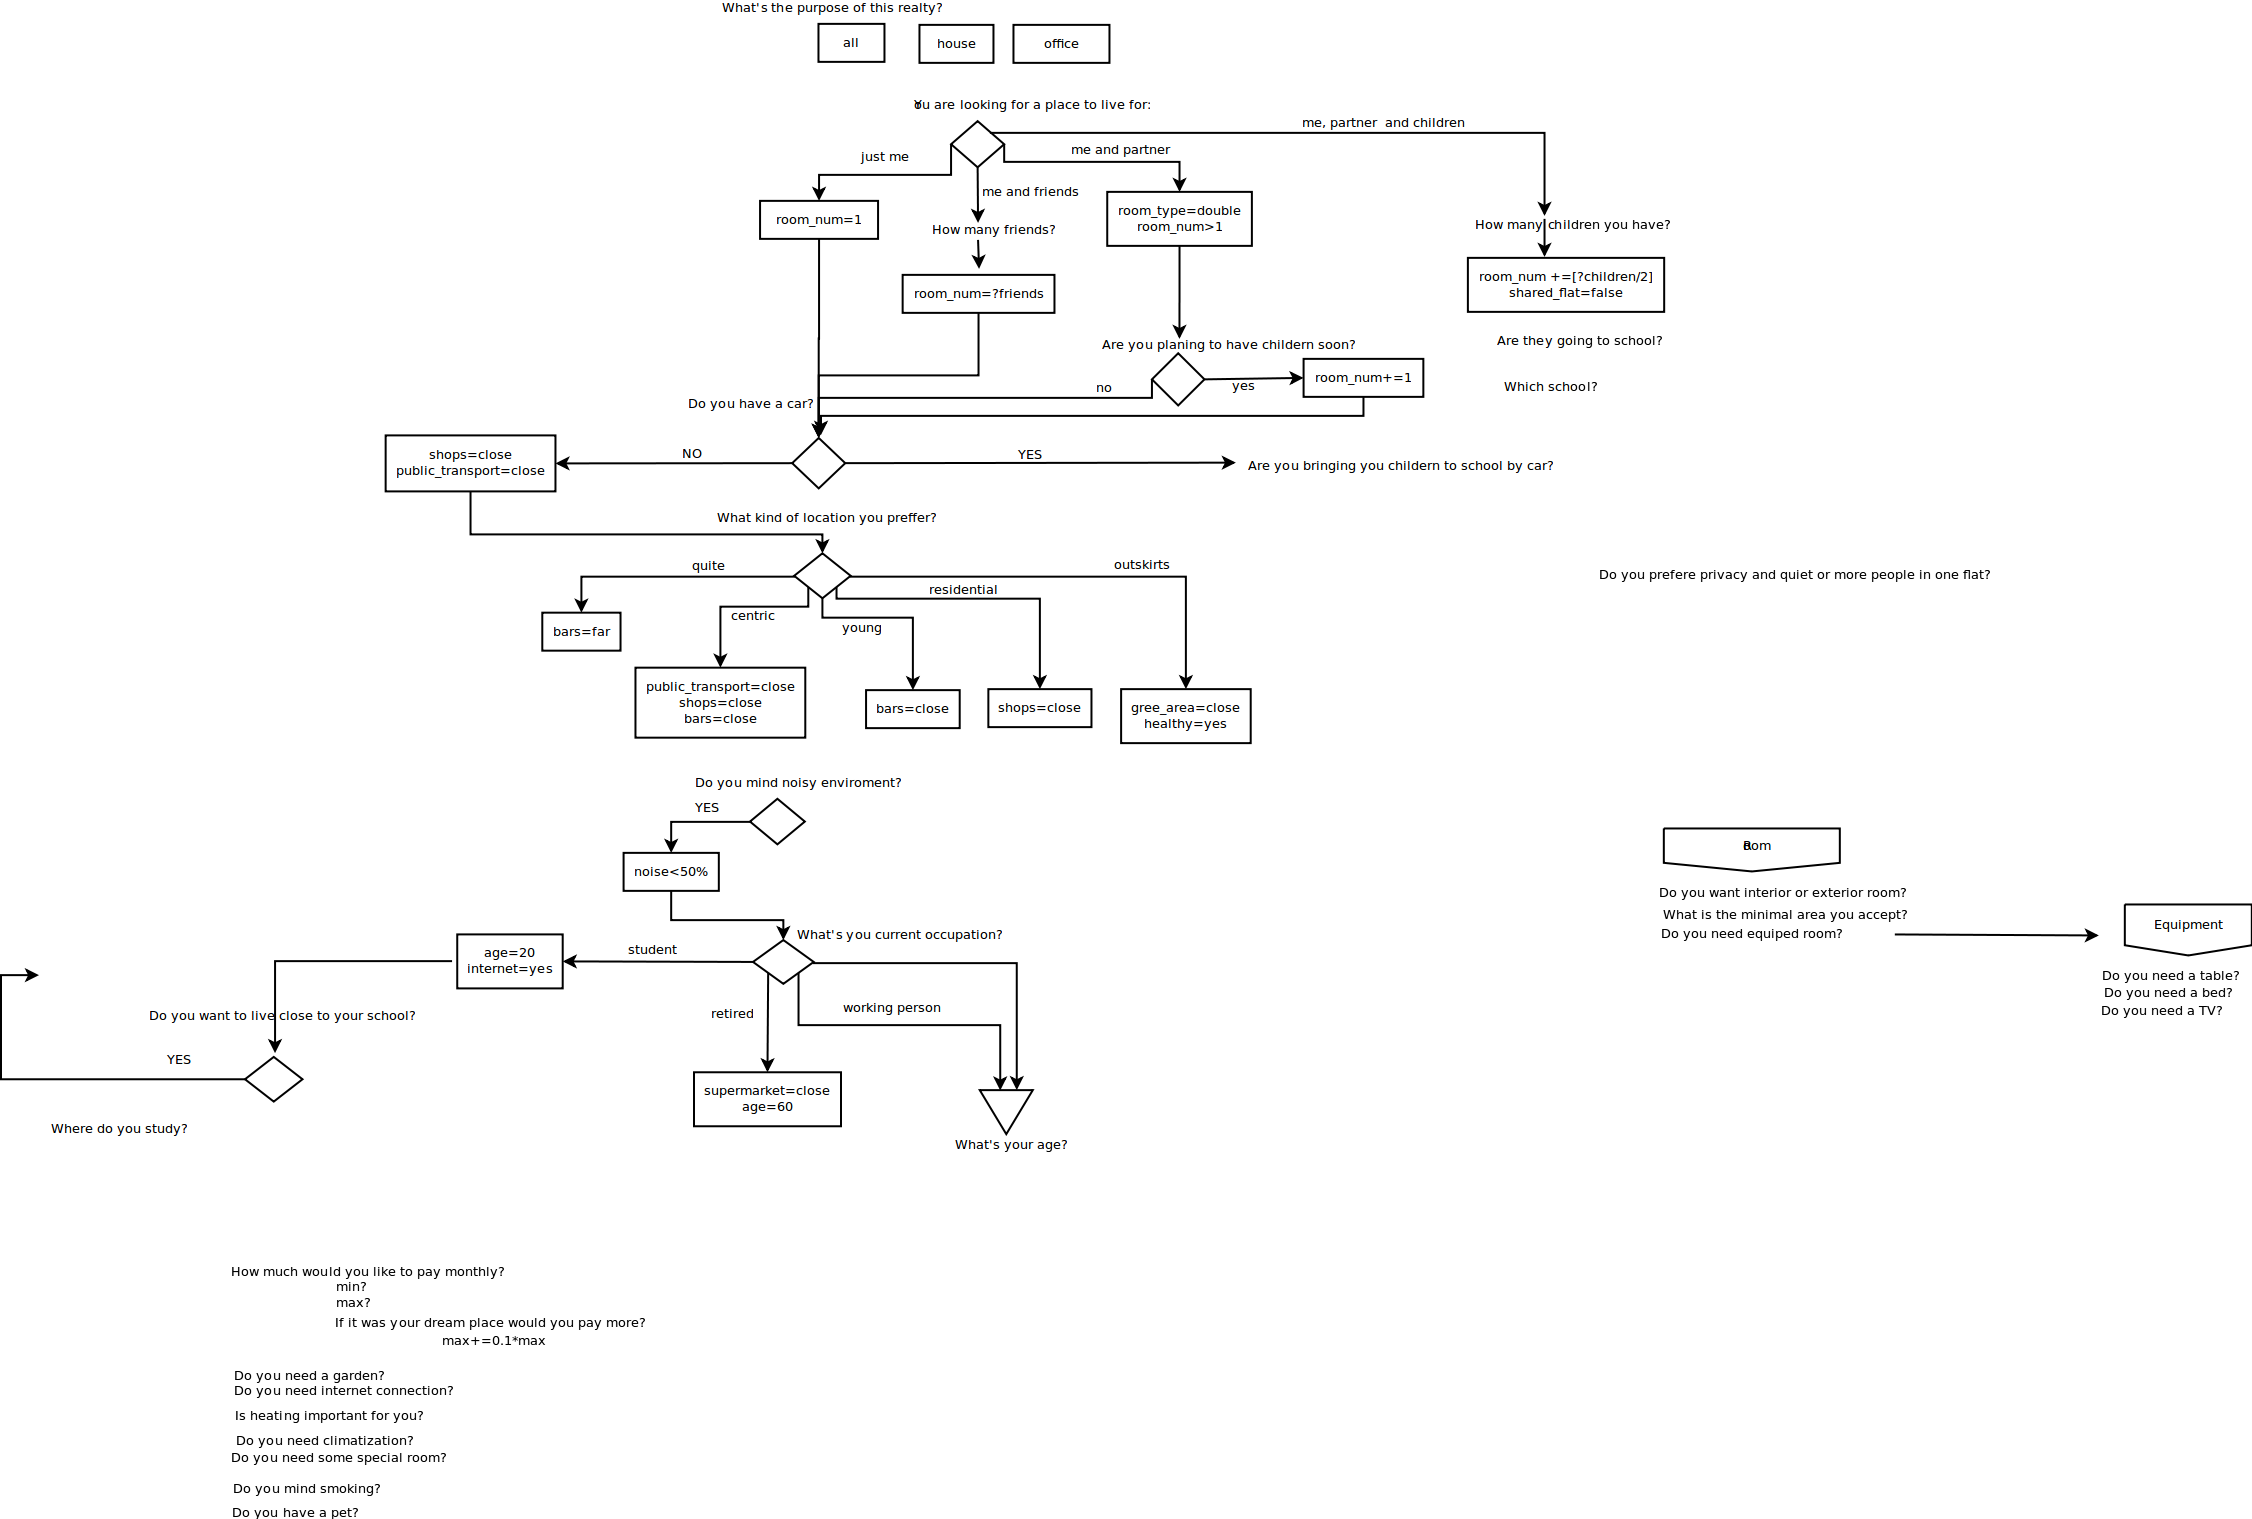 What's the purpose of this realty?
all
house
office
You are looking for a place to live for:
me, partner  and children
just me
me and partner
me and friends
room_num=1
How many friends?
room_type=double
room_num>1
How many children you have?
room_num=?friends
room_num +=[?children/2]
shared_flat=false
Are they going to school?
Are you planing to have childern soon?
Which school?
no
yes
room_num+=1
Do you have a car?
shops=close
public_transport=close
NO
YES
Are you bringing you childern to school by car?
What kind of location you preffer?
quite
outskirts
residential
centric
young
Do you prefere privacy and quiet or more people in one flat?
bars=far
public_transport=close
shops=close
bars=close
bars=close
shops=close
gree_area=close
healthy=yes
Do you mind noisy enviroment?
YES
noise<50%
Room
Do you want interior or exterior room?
What is the minimal area you accept?
Do you need equiped room?
Equipment
Do you need a table?
Do you need a bed?
Do you need a TV?
What's you current occupation?
student
age=20
internet=yes
retired
working person
Do you want to live close to your school?
YES
supermarket=close
age=60
Where do you study?
What's your age?
How much would you like to pay monthly?
min?
max?
If it was your dream place would you pay more?
max+=0.1*max
Do you need a garden?
Do you need internet connection?
Is heating important for you?
Do you need climatization?
Do you need some special room?
Do you mind smoking?
Do you have a pet?